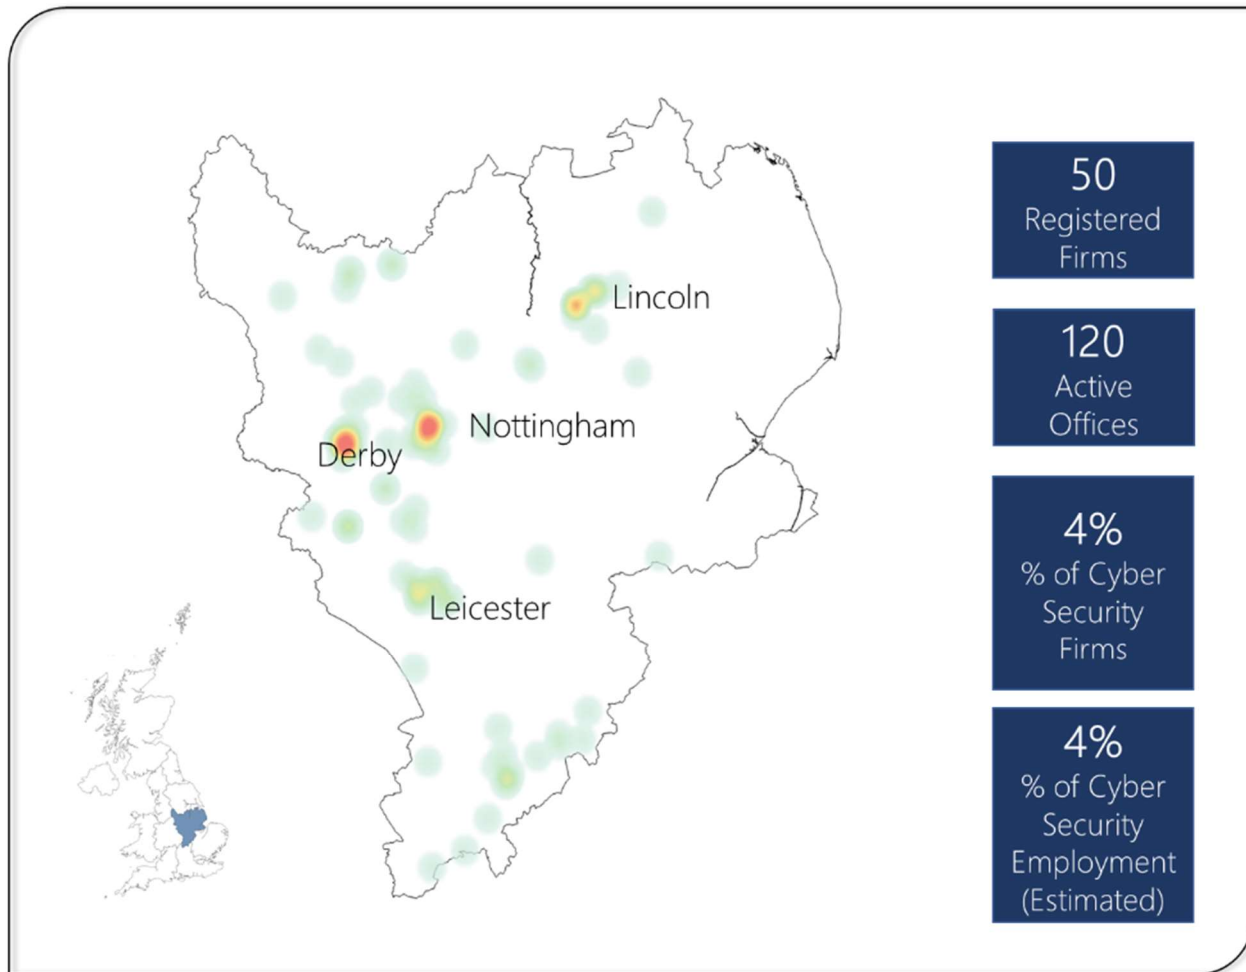 Lincoln
Nottingham
Derby
Leicester
50
Registered
Firms
120
Active
Offices
4%
% of Cyber
Security
Firms
4%
% of Cyber
Security
Employment
(Estimated)